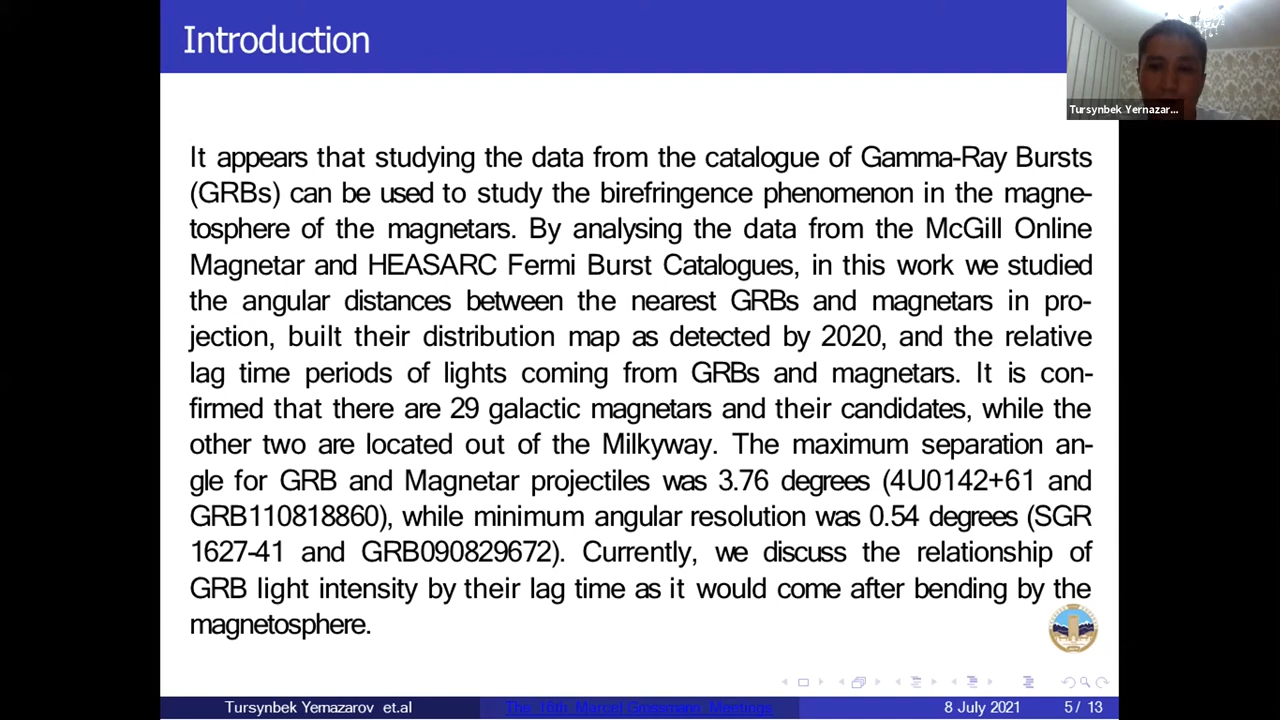 Introduction
Tursynbek Yernazar...
It appears that studying the data from the catalogue of Gamma-Ray Bursts
(GRBs) can be used to study the birefringence phenomenon in the magne-
tosphere of the magnetars. By analysing the data from the McGill Online
Magnetar and HEASARC Fermi Burst Catalogues, in this work we studied
the angular distances between the nearest GRBs and magnetars in pro-
jection, built their distribution map as detected by 2020, and the relative
lag time periods of lights coming from GRBs and magnetars. It is con-
firmed that there are 29 galactic magnetars and their candidates, while the
other two are located out of the Milkyway. The maximum separation an-
gle for GRB and Magnetar projectiles was 3.76 degrees (4U0142+61 and
GRB110818860), while minimum angular resolution was 0.54 degrees (SGR
1627-41 and GRB090829672). Currently, we discuss the relationship of
GRB light intensity by their lag time as it would come after bending by the
magnetosphere.
Tursynbek Yernazarov et.al
The 16th Marcel Grossmann Meetings
8 July 2021
5 / 13